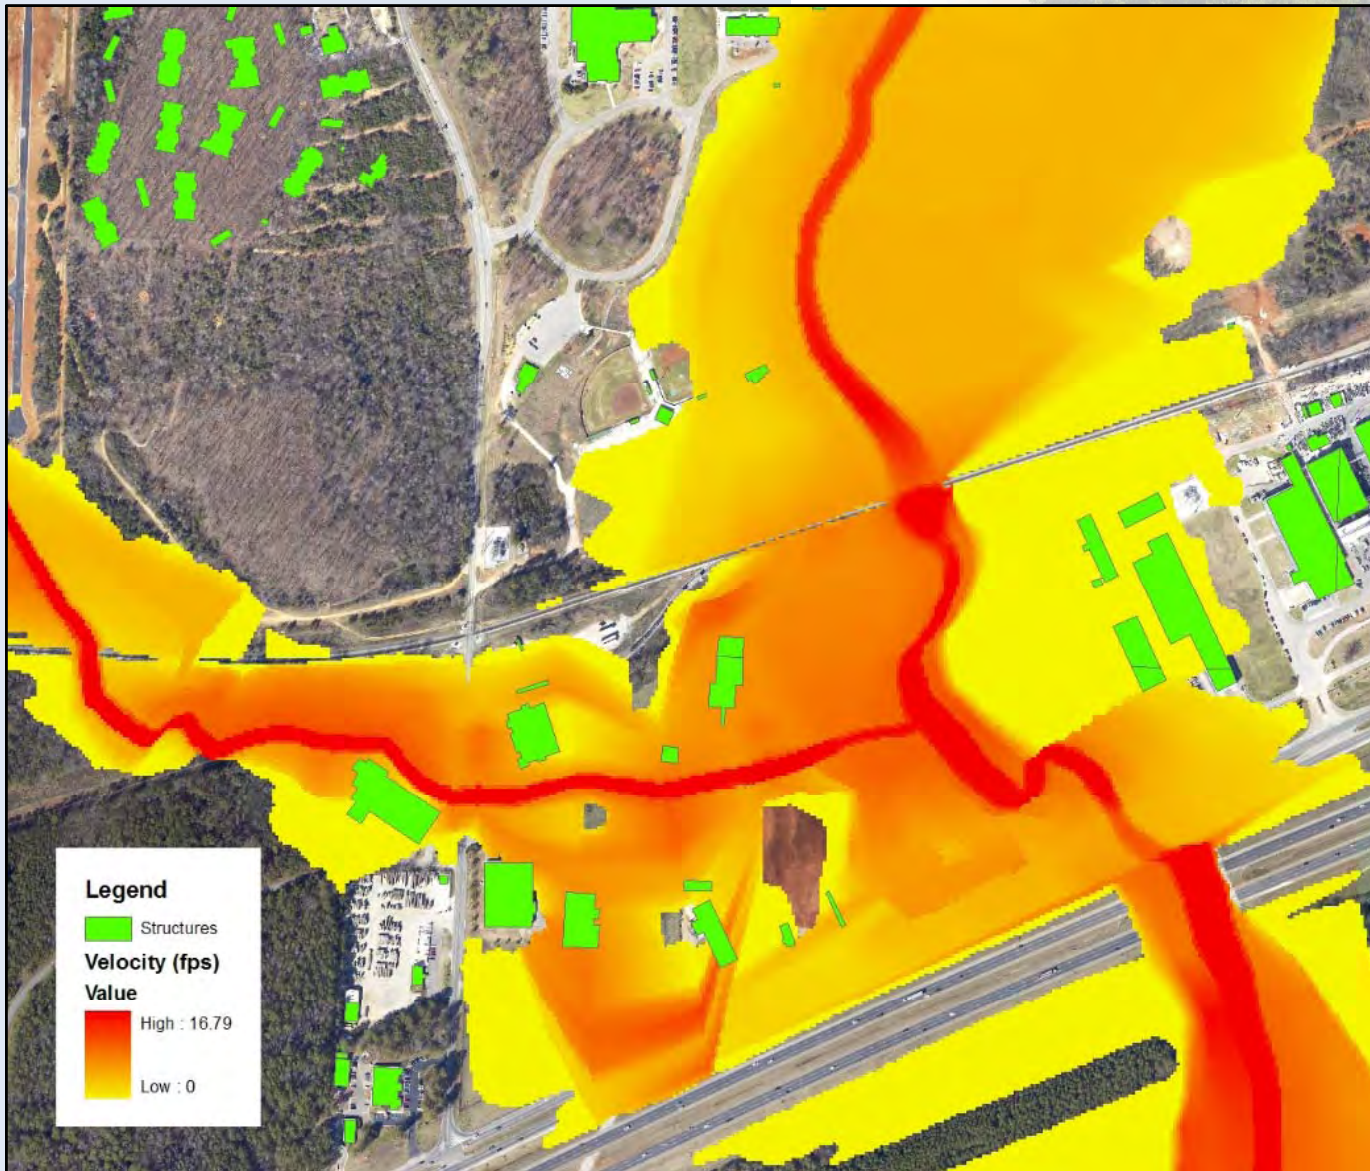 Legend
Structures
Velocity (fps)
Value
High : 16.79
Low : 0